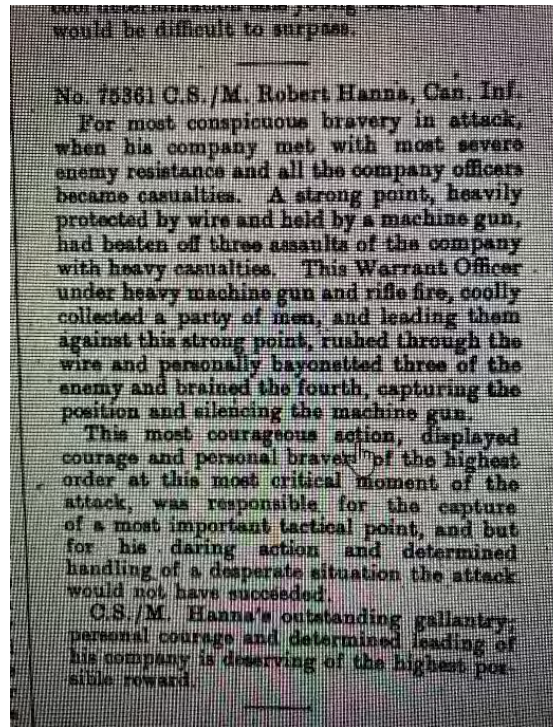 would be difficult to surpass.
No. 75361 C.S./M. Robert Hanna, Can. Inf.
For most conspicuous bravery in attack,
when his company met with most severe
enemy resistance and all the company officers
became casualties. A strong point, heavily
protected by wire and held by a machine gun,
had beaten off three assaults of the company
with heavy casualties. This Warrant Officer
under heavy machine gun and rifle fire, coolly
collected a party of men, and leading them
against this strong point, rushed through the
wire and personally bayonetted three of the
enemy and brained the fourth, capturing the
position and silencing the machine gun.
This most courageous action, displayed
courage and personal bravery of the highest
order at this most critical moment of the
attack, was responsible for the capture
of a most important tactical point, and but
for his daring action and determined
handling of a desperate situation the attack
would not have succeeded.
C.S./M. Hanna's outstanding gallantry,
personal courage and determined leading of
his company is deserving of the highest pos-
sible reward.